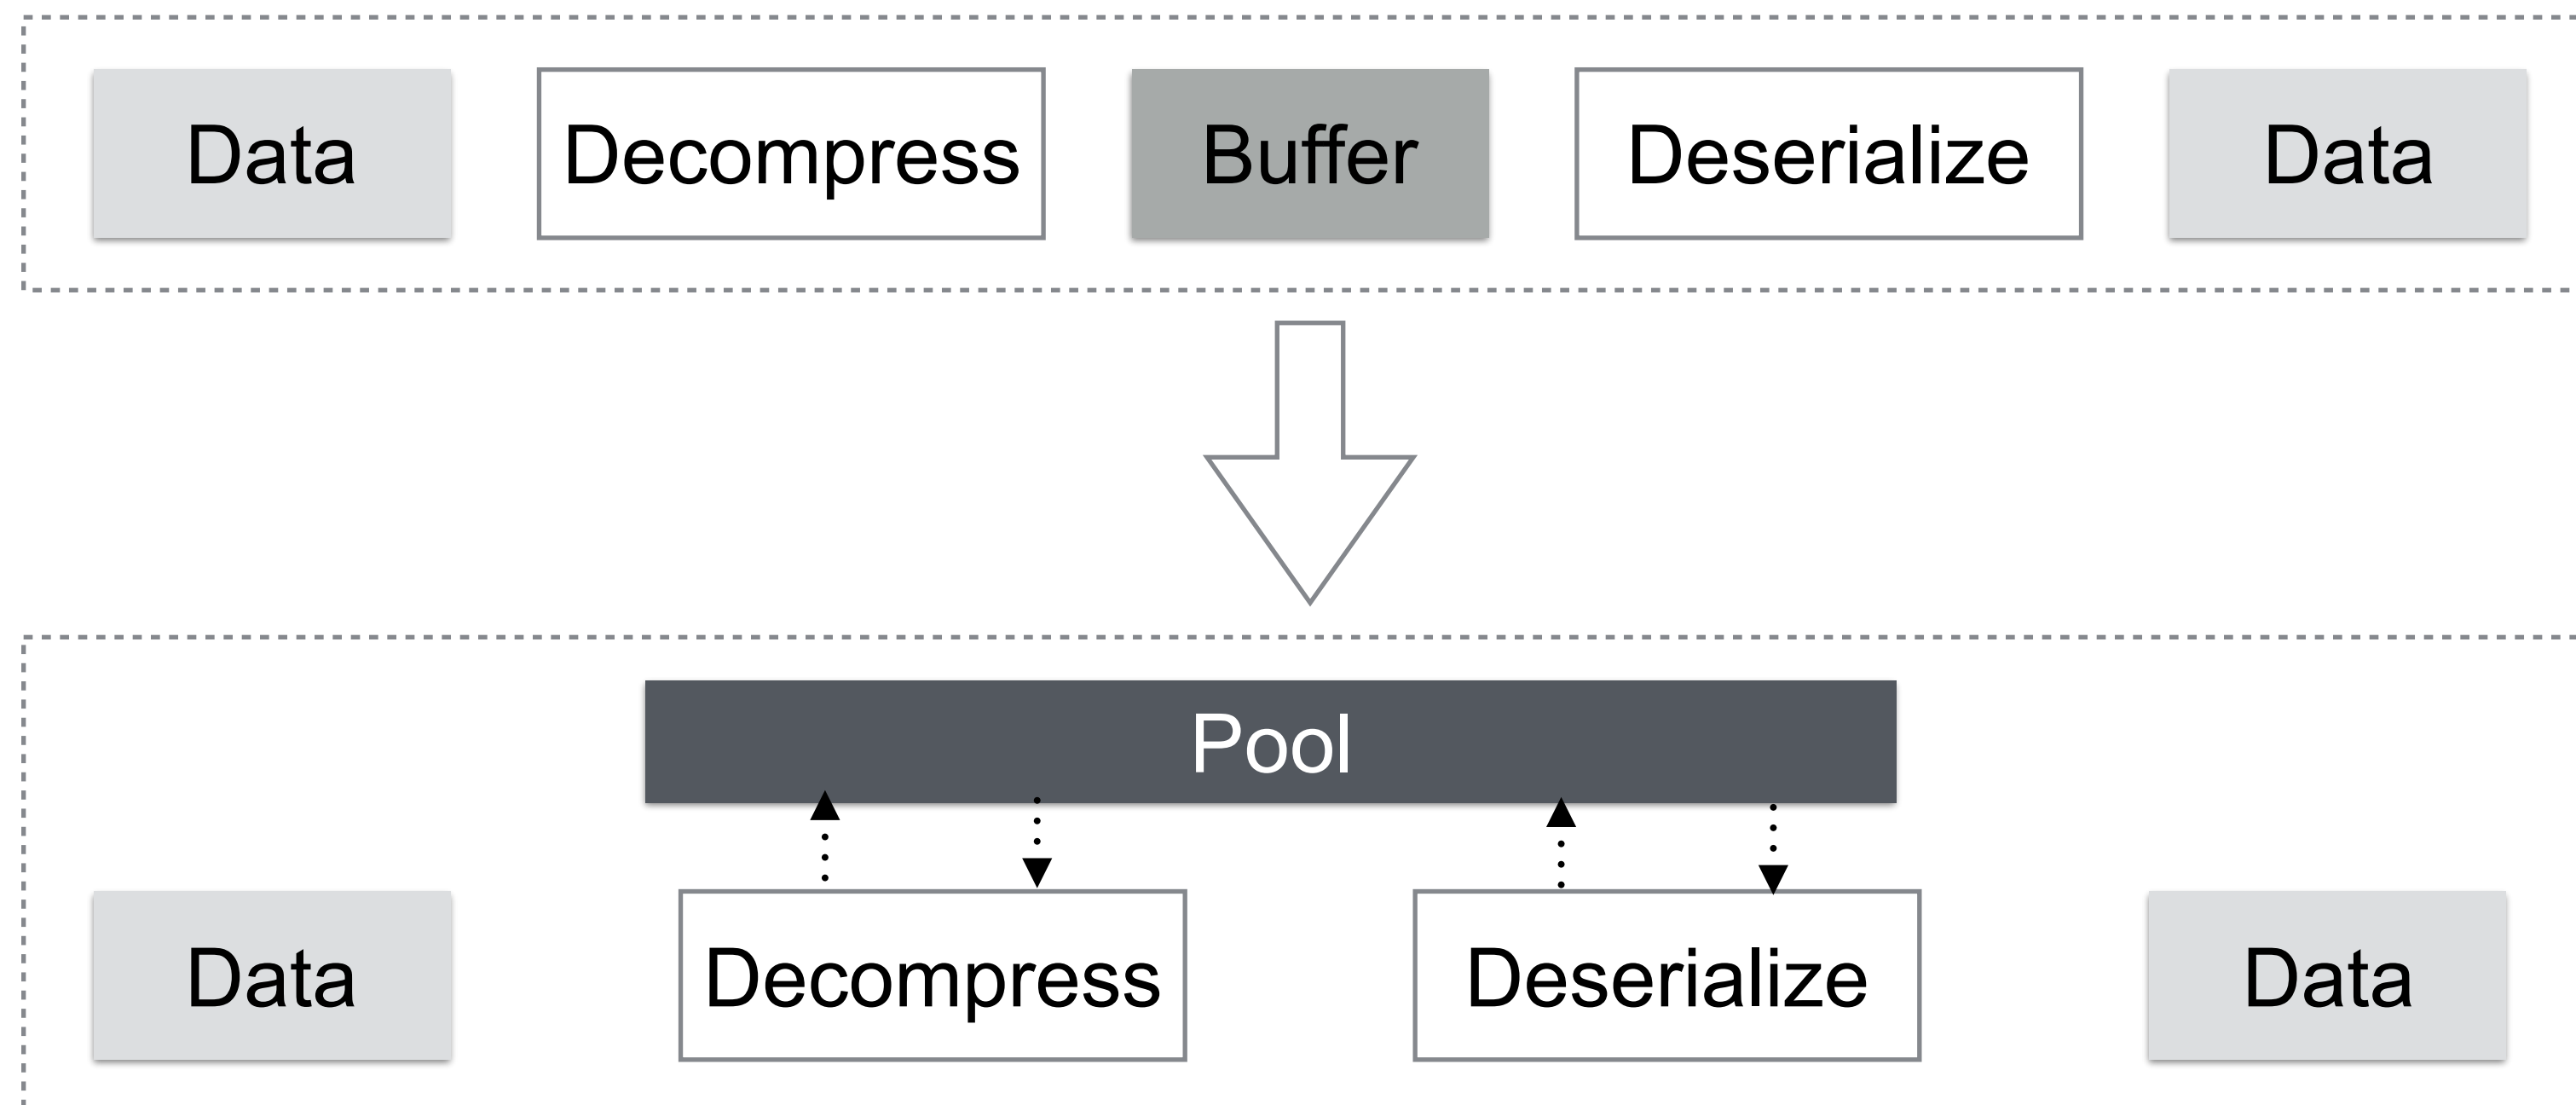 Data Decompress Buffer Deserialize Data
Pool
Data Decompress Deserialize Data